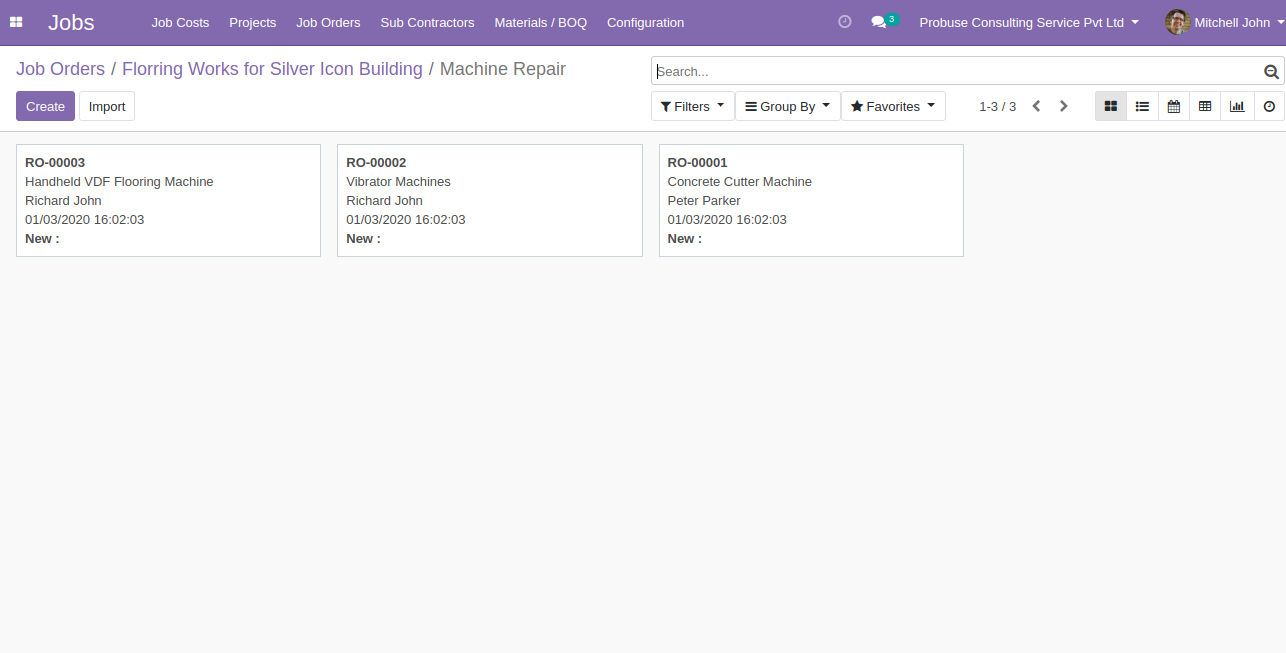 Jobs Job Costs Projects Job Orders Sub Contractors Materials / BOQ Configuration 3 Probuse Consulting Service Pvt Ltd Mitchell John
Job Orders / Florring Works for Silver Icon Building / Machine Repair
Search...
Create Import
Filters Group By Favorites 1-3 / 3
RO-00003
Handheld VDF Flooring Machine
Richard John
01/03/2020 16:02:03
New :
RO-00002
Vibrator Machines
Richard John
01/03/2020 16:02:03
New :
RO-00001
Concrete Cutter Machine
Peter Parker
01/03/2020 16:02:03
New :